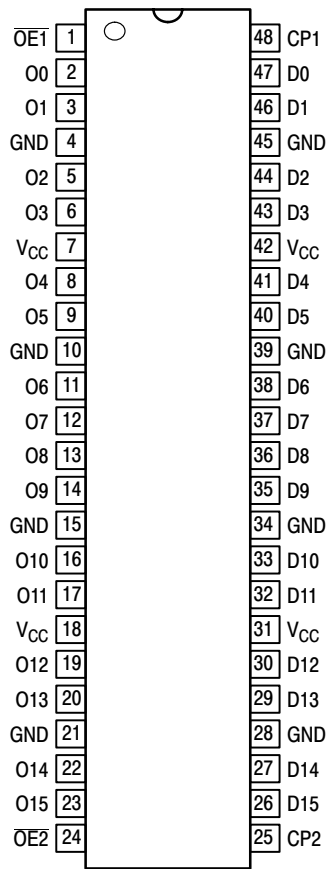 O̅E̅1̅ 1 48 CP1
O0 2 47 D0
O1 3 46 D1
GND 4 45 GND
O2 5 44 D2
O3 6 43 D3
VCC 7 42 VCC
O4 8 41 D4
O5 9 40 D5
GND 10 39 GND
O6 11 38 D6
O7 12 37 D7
O8 13 36 D8
O9 14 35 D9
GND 15 34 GND
O10 16 33 D10
O11 17 32 D11
VCC 18 31 VCC
O12 19 30 D12
O13 20 29 D13
GND 21 28 GND
O14 22 27 D14
O15 23 26 D15
O̅E̅2̅ 24 25 CP2